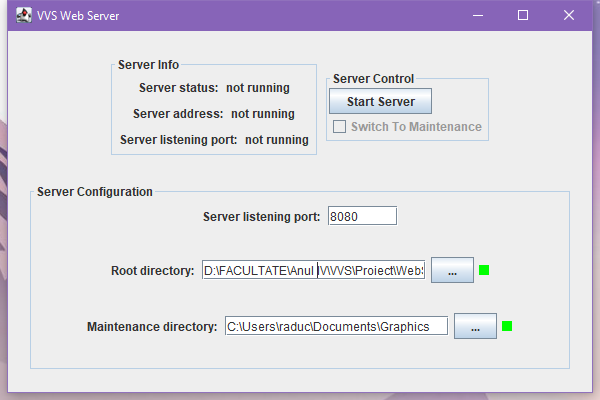 VVS Web Server
Server Info
Server status: not running
Server address: not running
Server listening port: not running
Server Control
Start Server
Switch To Maintenance
Server Configuration
Server listening port: 8080
Root directory: D:\FACULTATE\Anul IV\VVS\Proiect\WebS ...
Maintenance directory: C:\Users\raduc\Documents\Graphics ...